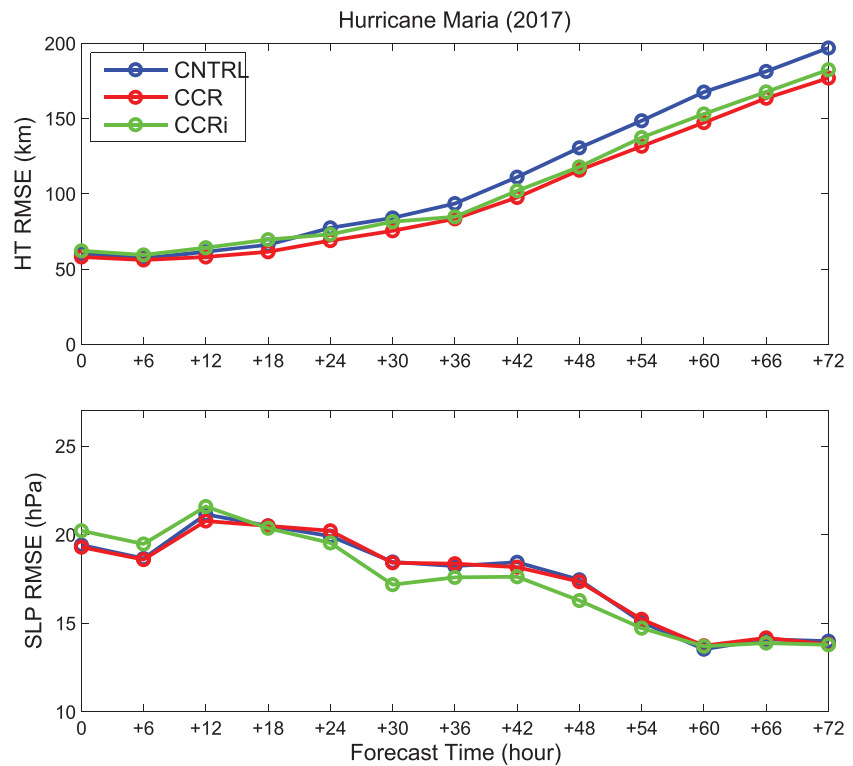 Hurricane Maria (2017)
HT RMSE (km)
200
150
100
50
0
CNTRL
CCR
CCRi
0 +6 +12 +18 +24 +30 +36 +42 +48 +54 +60 +66 +72
SLP RMSE (hPa)
25
20
15
10
0 +6 +12 +18 +24 +30 +36 +42 +48 +54 +60 +66 +72
Forecast Time (hour)